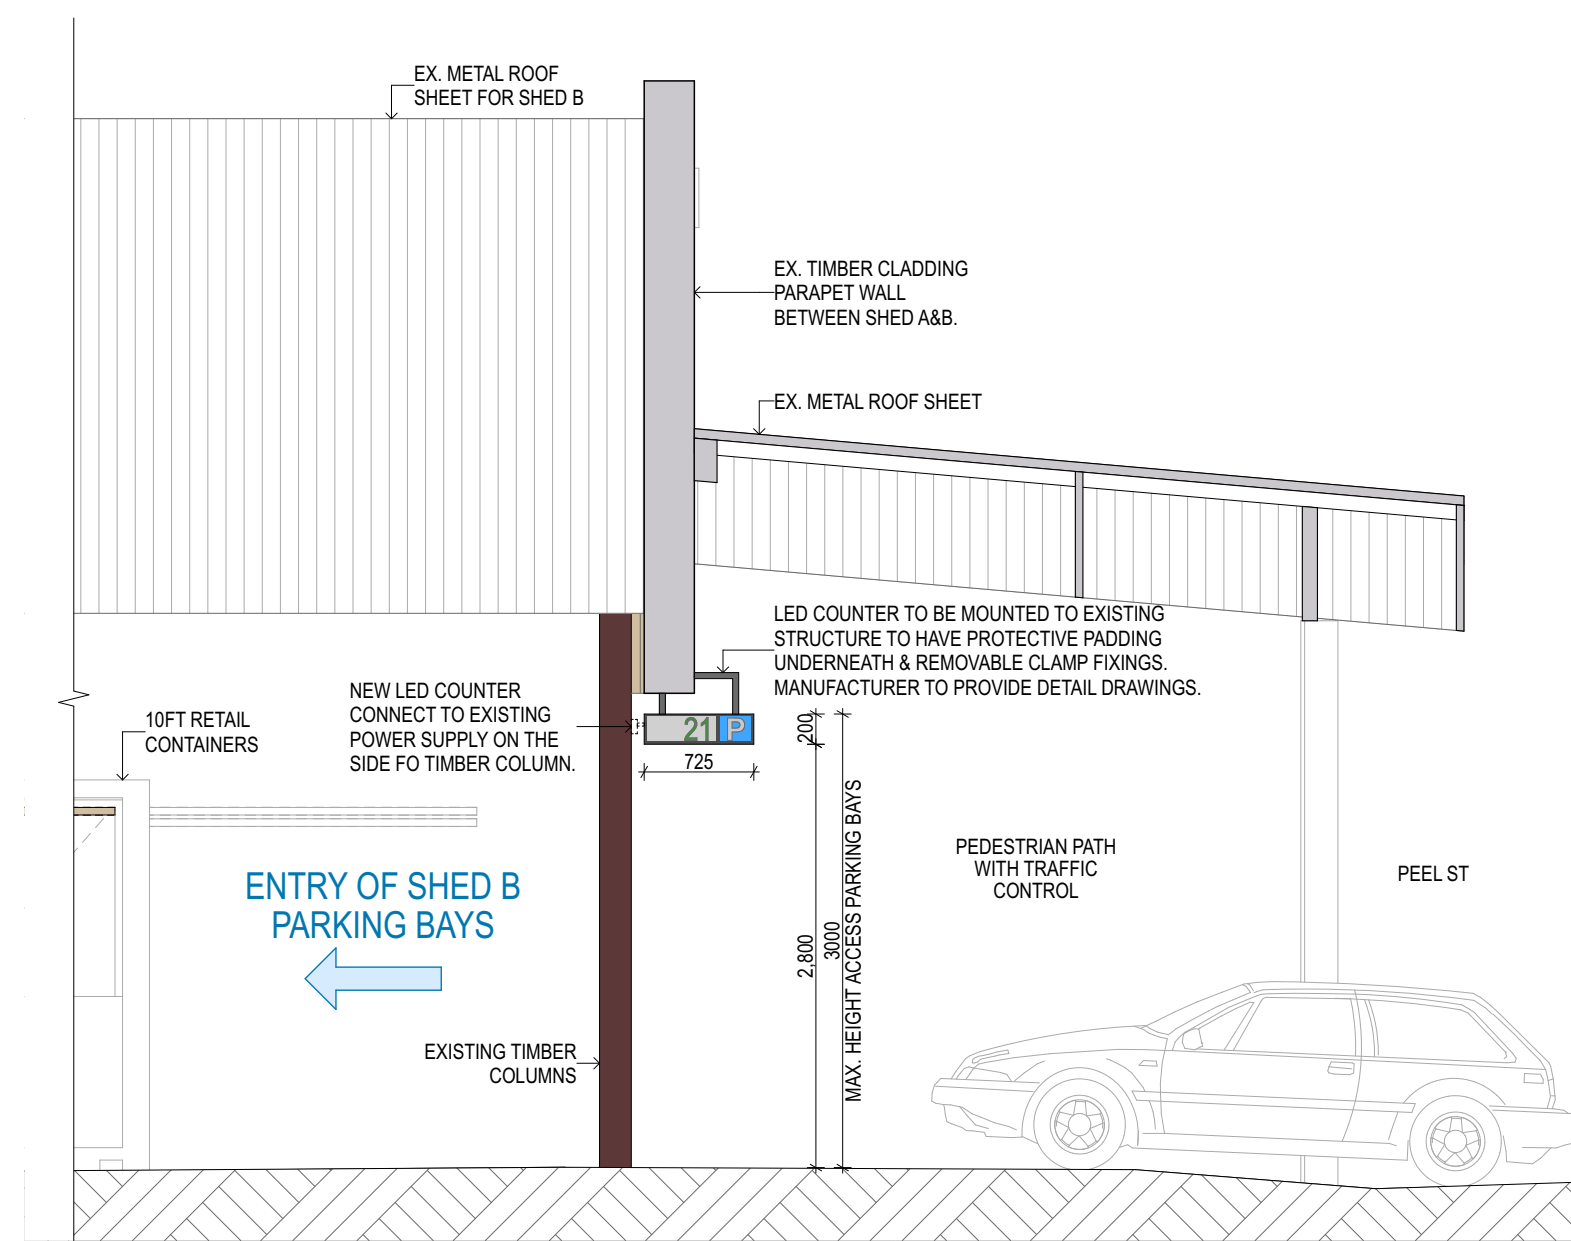 EX. METAL ROOF
SHEET FOR SHED B
EX. TIMBER CLADDING
PARAPET WALL
BETWEEN SHED A&B.
EX. METAL ROOF SHEET
LED COUNTER TO BE MOUNTED TO EXISTING
STRUCTURE TO HAVE PROTECTIVE PADDING
UNDERNEATH & REMOVABLE CLAMP FIXINGS.
MANUFACTURER TO PROVIDE DETAIL DRAWINGS.
NEW LED COUNTER
CONNECT TO EXISTING
POWER SUPPLY ON THE
SIDE FO TIMBER COLUMN.
10FT RETAIL
CONTAINERS
21 P
200
725
2,800
3000
MAX. HEIGHT ACCESS PARKING BAYS
PEDESTRIAN PATH
WITH TRAFFIC
CONTROL
PEEL ST
ENTRY OF SHED B
PARKING BAYS
EXISTING TIMBER
COLUMNS